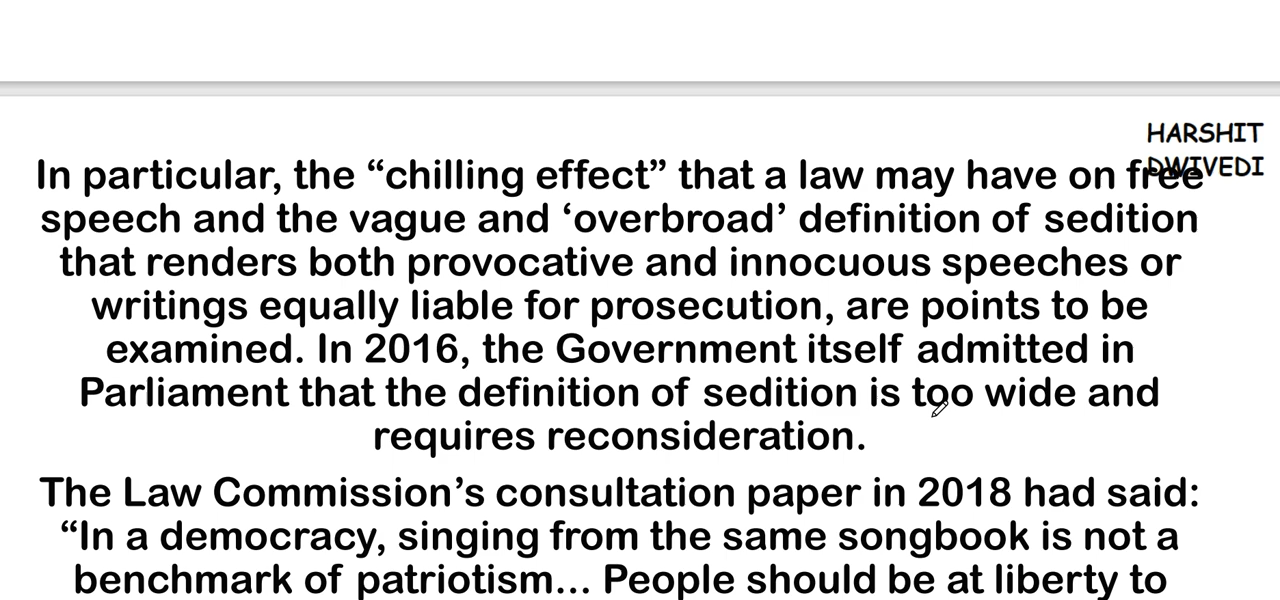 HARSHIT
DWIVEDI
In particular, the “chilling effect” that a law may have on free
speech and the vague and ‘overbroad’ definition of sedition
that renders both provocative and innocuous speeches or
writings equally liable for prosecution, are points to be
examined. In 2016, the Government itself admitted in
Parliament that the definition of sedition is too wide and
requires reconsideration.
The Law Commission’s consultation paper in 2018 had said:
“In a democracy, singing from the same songbook is not a
benchmark of patriotism... People should be at liberty to